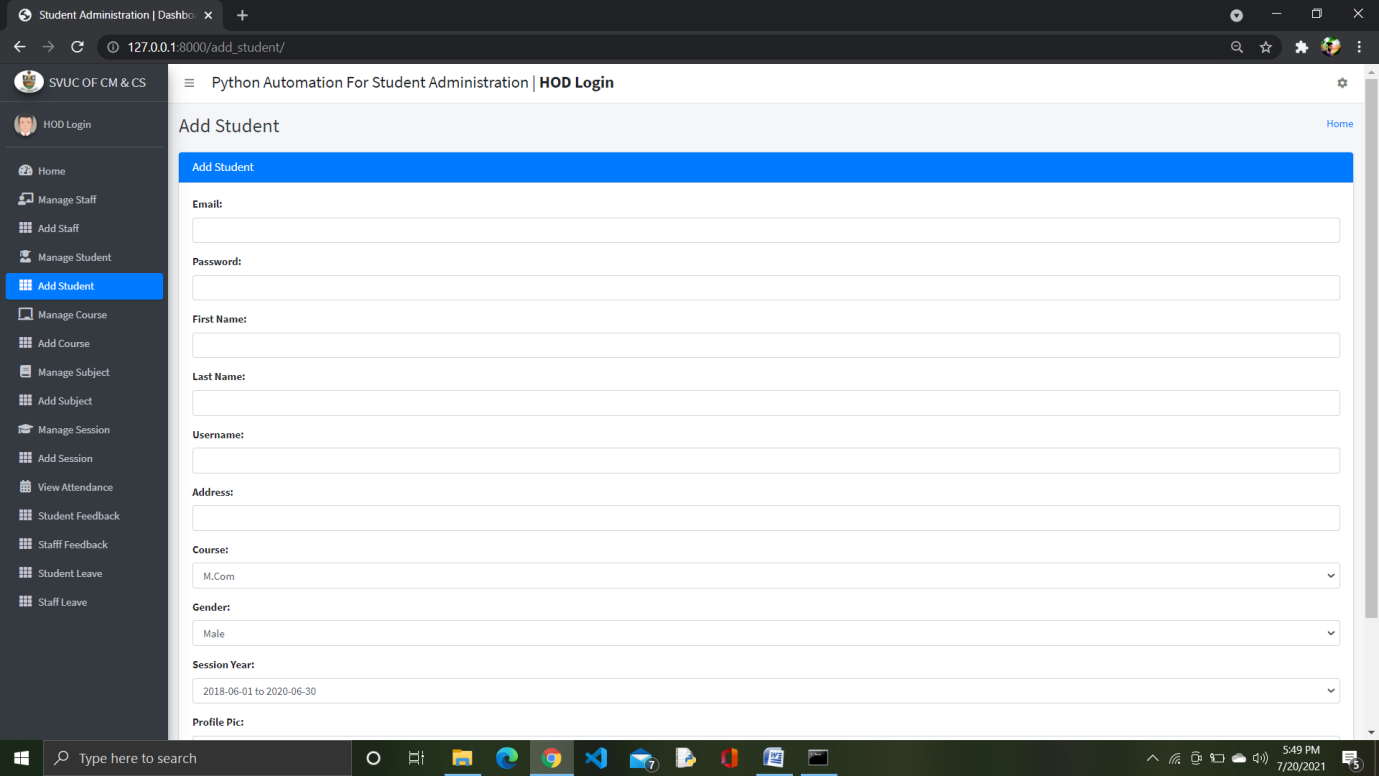 Student Administration | Dashbo
127.0.0.1:8000/add_student/
SVUC OF CM & CS
Python Automation For Student Administration | HOD Login
HOD Login
Add Student
Home
Home
Manage Staff
Add Staff
Manage Student
Add Student
Manage Course
Add Course
Manage Subject
Add Subject
Manage Session
Add Session
View Attendance
Student Feedback
Stafff Feedback
Student Leave
Staff Leave
Add Student
Email:
Password:
First Name:
Last Name:
Username:
Address:
Course:
M.Com
Gender:
Male
Session Year:
2018-06-01 to 2020-06-30
Profile Pic:
Type here to search
7
5:49 PM
7/20/2021
5